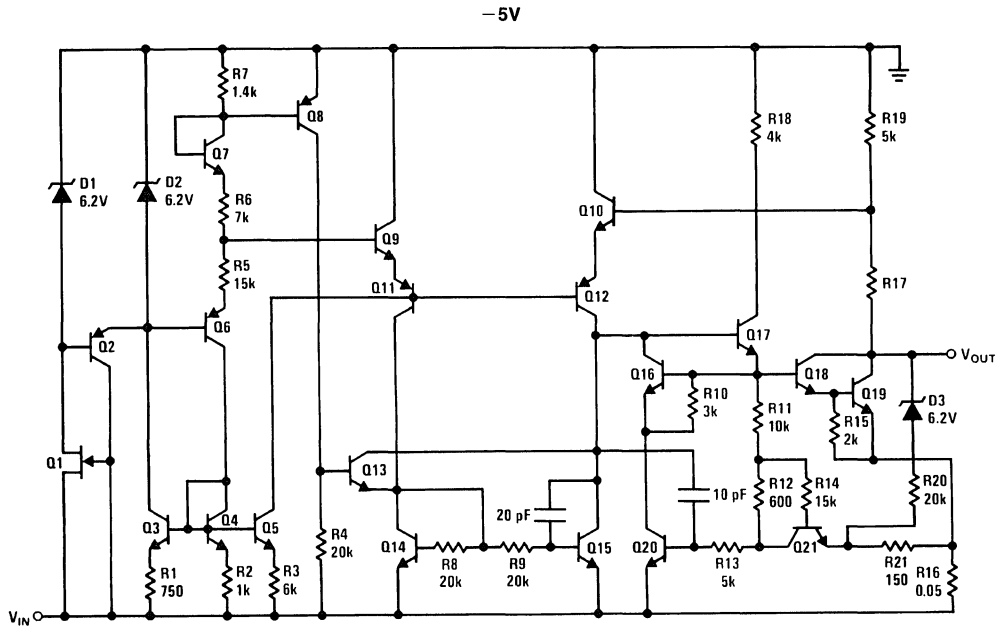 −5V
R7
1.4k
Q8
R18
4k
R19
5k
Q7
D1
6.2V
D2
6.2V
R6
7k
Q10
Q9
R5
15k
Q11
Q12
R17
Q2
Q6
Q17
VOUT
Q16
Q18
Q19
D3
6.2V
R10
3k
R11
10k
R15
2k
Q1
Q13
10 pF
R12
600
R14
15k
R20
20k
Q3
Q4
Q5
R4
20k
20 pF
Q14
R8
20k
R9
20k
Q15
Q20
R13
5k
Q21
R21
150
R16
0.05
R1
750
R2
1k
R3
6k
VIN